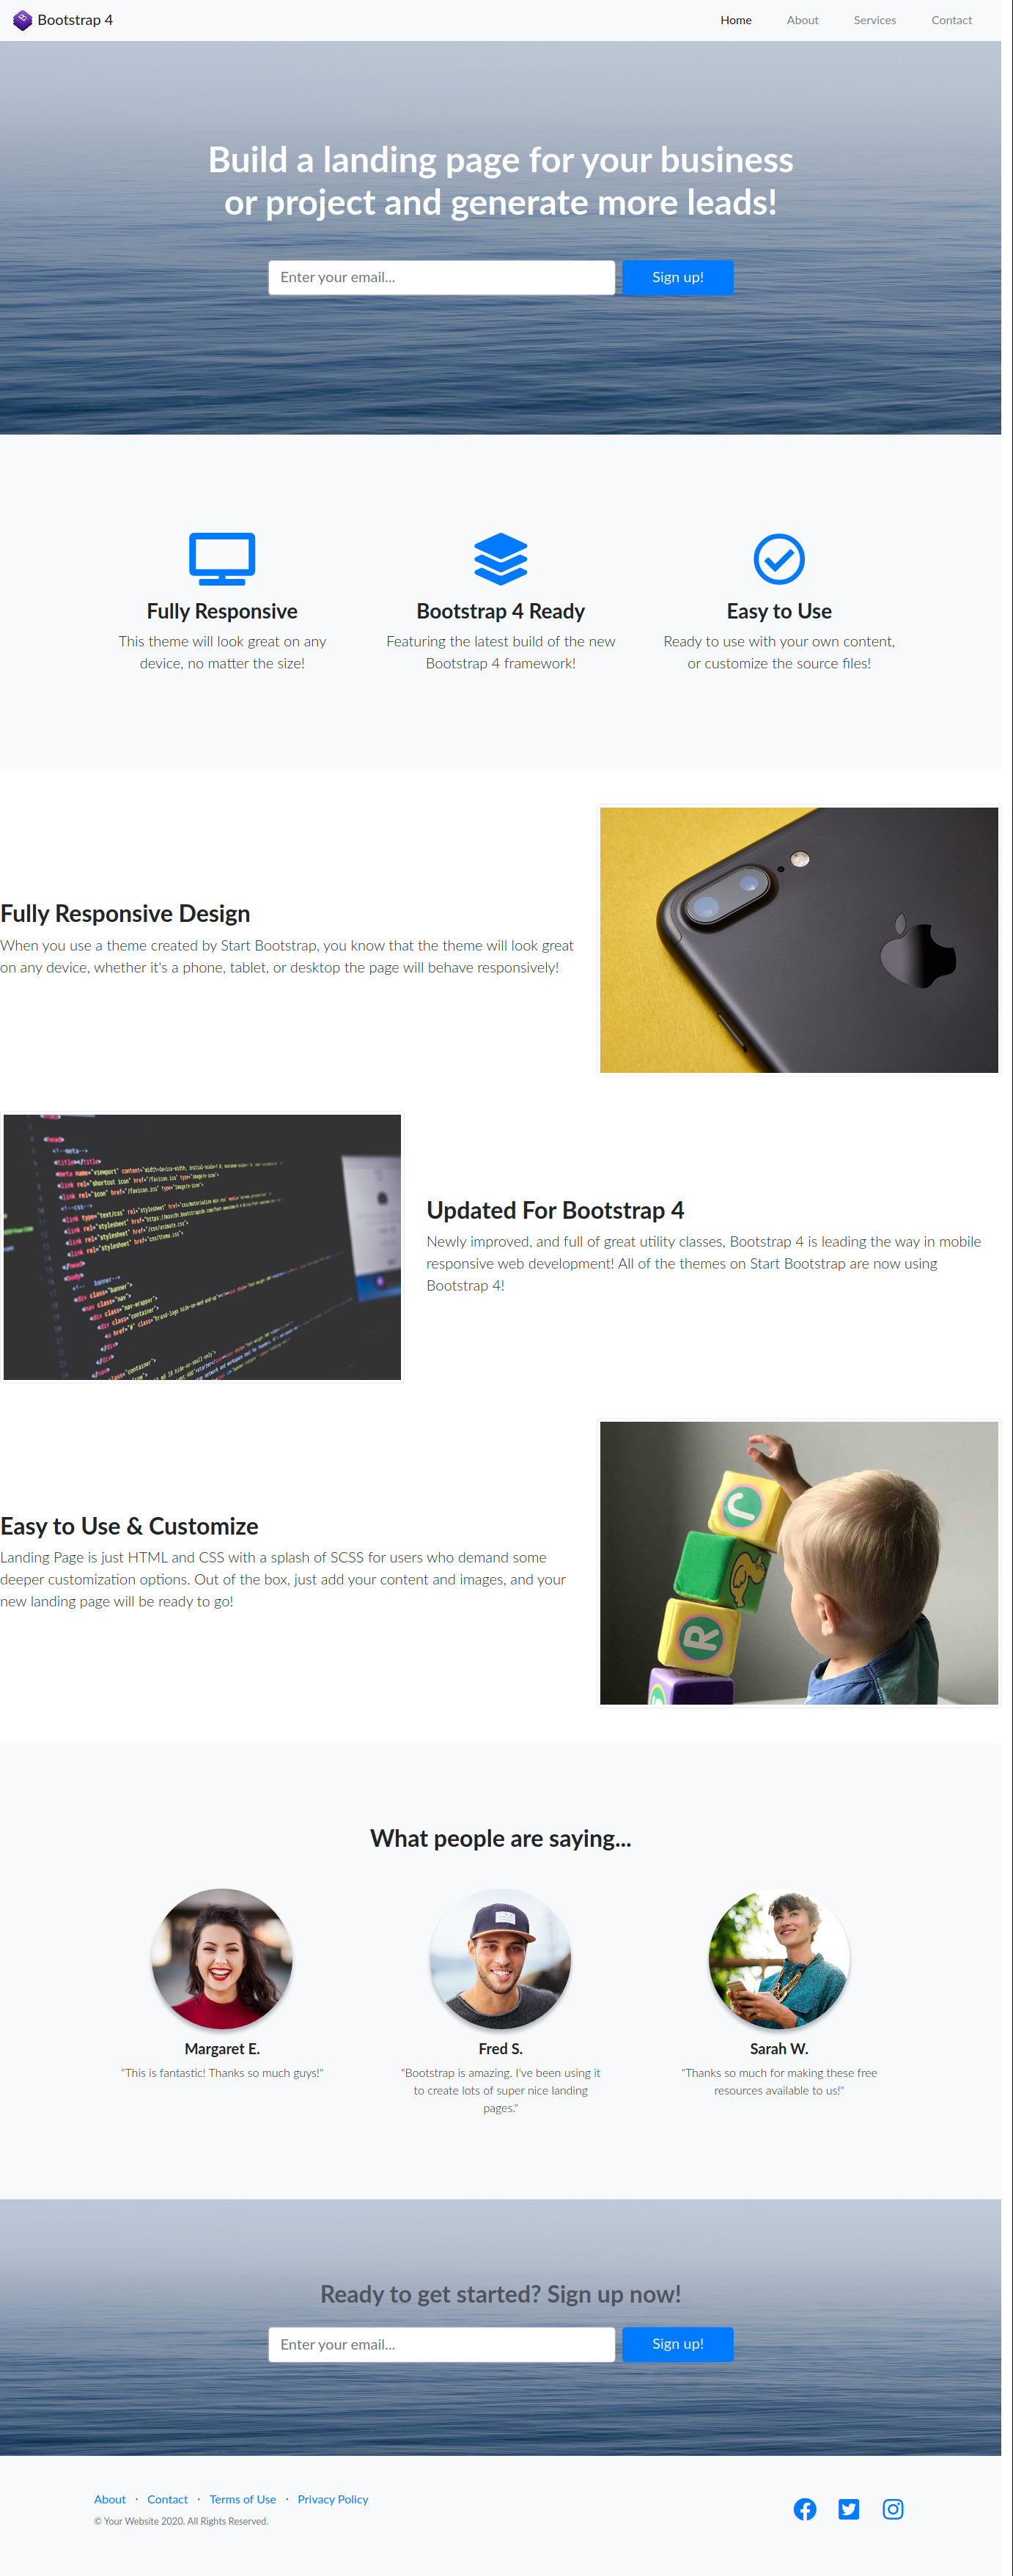 Bootstrap 4
Home About Services Contact
Build a landing page for your business
or project and generate more leads!
Enter your email... Sign up!
Fully Responsive
This theme will look great on any
device, no matter the size!
Bootstrap 4 Ready
Featuring the latest build of the new
Bootstrap 4 framework!
Easy to Use
Ready to use with your own content,
or customize the source files!
Fully Responsive Design
When you use a theme created by Start Bootstrap, you know that the theme will look great
on any device, whether it's a phone, tablet, or desktop the page will behave responsively!
Updated For Bootstrap 4
Newly improved, and full of great utility classes, Bootstrap 4 is leading the way in mobile
responsive web development! All of the themes on Start Bootstrap are now using
Bootstrap 4!
Easy to Use & Customize
Landing Page is just HTML and CSS with a splash of SCSS for users who demand some
deeper customization options. Out of the box, just add your content and images, and your
new landing page will be ready to go!
R
What people are saying...
Margaret E.
"This is fantastic! Thanks so much guys!"
Fred S.
"Bootstrap is amazing. I've been using it
to create lots of super nice landing
pages."
Sarah W.
"Thanks so much for making these free
resources available to us!"
Ready to get started? Sign up now!
Enter your email... Sign up!
About · Contact · Terms of Use · Privacy Policy
© Your Website 2020. All Rights Reserved.